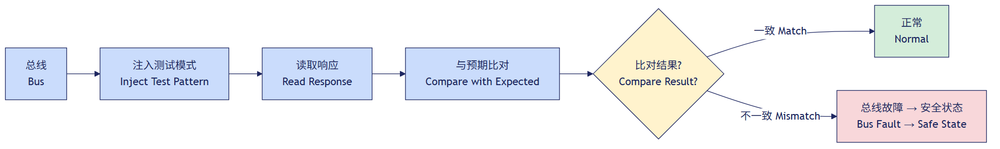 总线
Bus
注入测试模式
Inject Test Pattern
读取响应
Read Response
与预期比对
Compare with Expected
比对结果?
Compare Result?
一致 Match
正常
Normal
不一致 Mismatch
总线故障 → 安全状态
Bus Fault → Safe State